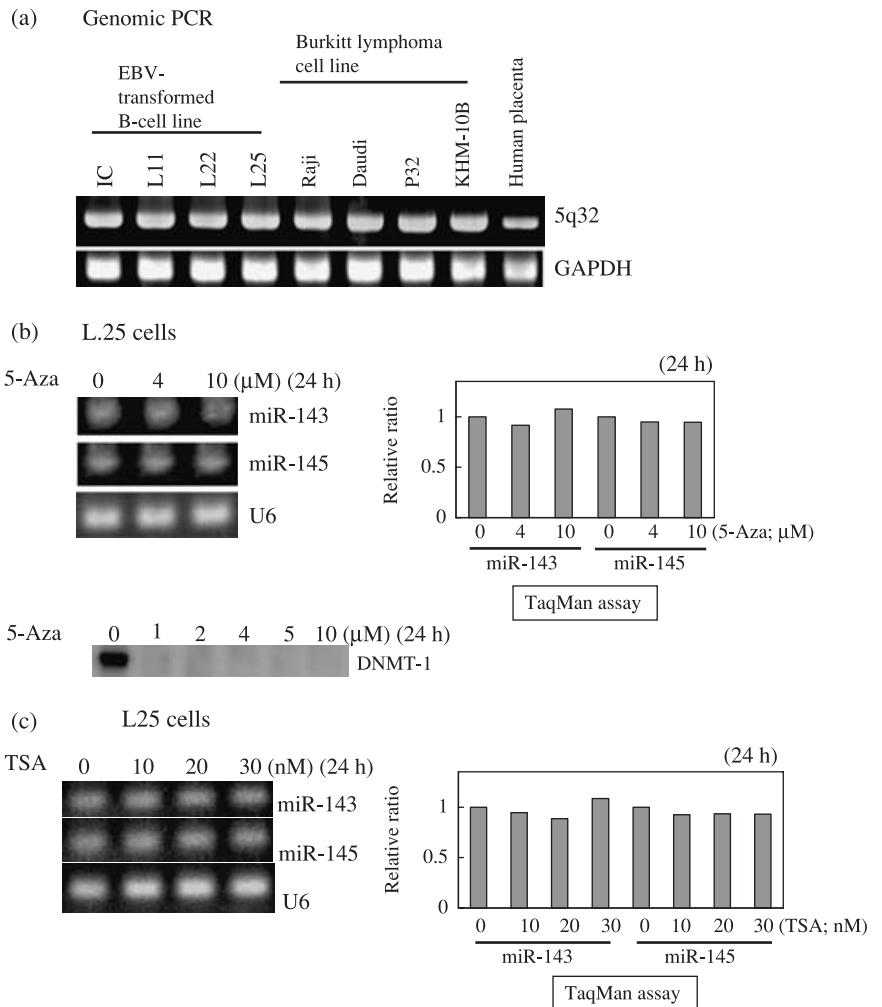 (a) Genomic PCR
EBV-
transformed
B-cell line
Burkitt lymphoma
cell line
IC L11 L22 L25 Raji Daudi P32 KHM-10B Human placenta
5q32
GAPDH
(b) L.25 cells
5-Aza 0 4 10 (μM) (24 h)
miR-143
miR-145
U6
(24 h)
Relative ratio
1
0.5
0
0 4 10 0 4 10 (5-Aza; μM)
miR-143 miR-145
TaqMan assay
5-Aza 0 1 2 4 5 10 (μM) (24 h)
DNMT-1
(c) L25 cells
TSA 0 10 20 30 (nM) (24 h)
miR-143
miR-145
U6
(24 h)
Relative ratio
1
0.5
0
0 10 20 30 0 10 20 30 (TSA; nM)
miR-143 miR-145
TaqMan assay